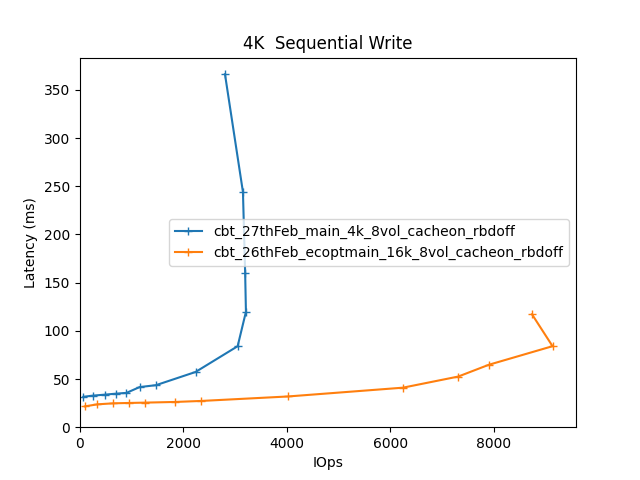 4K  Sequential Write
Latency (ms)
350
300
250
200
150
100
50
0
cbt_27thFeb_main_4k_8vol_cacheon_rbdoff
cbt_26thFeb_ecoptmain_16k_8vol_cacheon_rbdoff
0 2000 4000 6000 8000
IOps